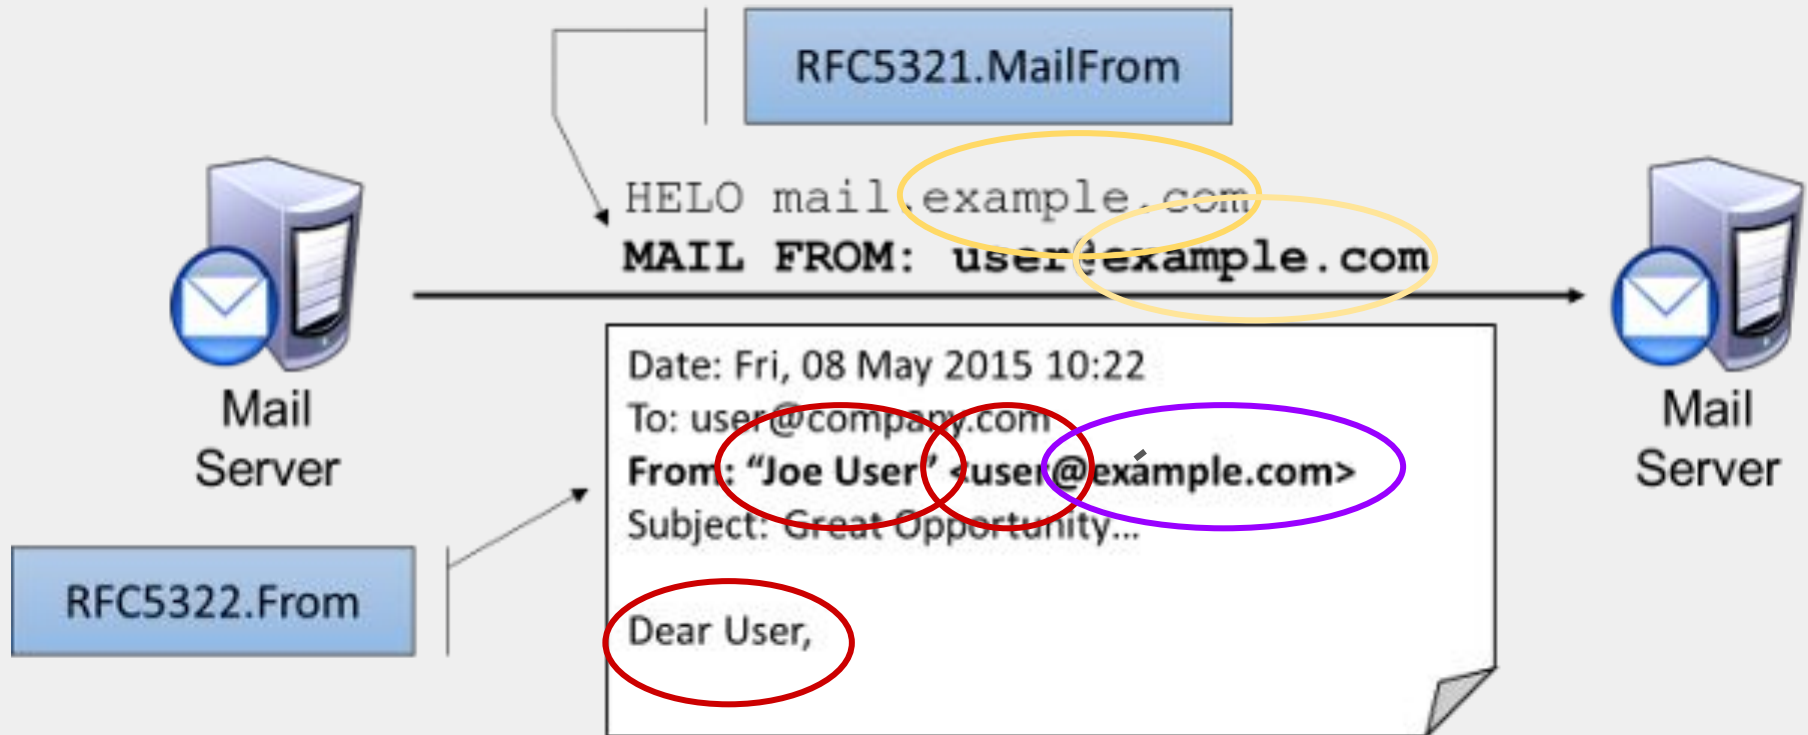 RFC5321.MailFrom
HELO mail.example.com
MAIL FROM: user@example.com
Mail
Server
Date: Fri, 08 May 2015 10:22
To: user@company.com
From: “Joe User” <user@example.com>
Subject: Great Opportunity...
Dear User,
Mail
Server
RFC5322.From